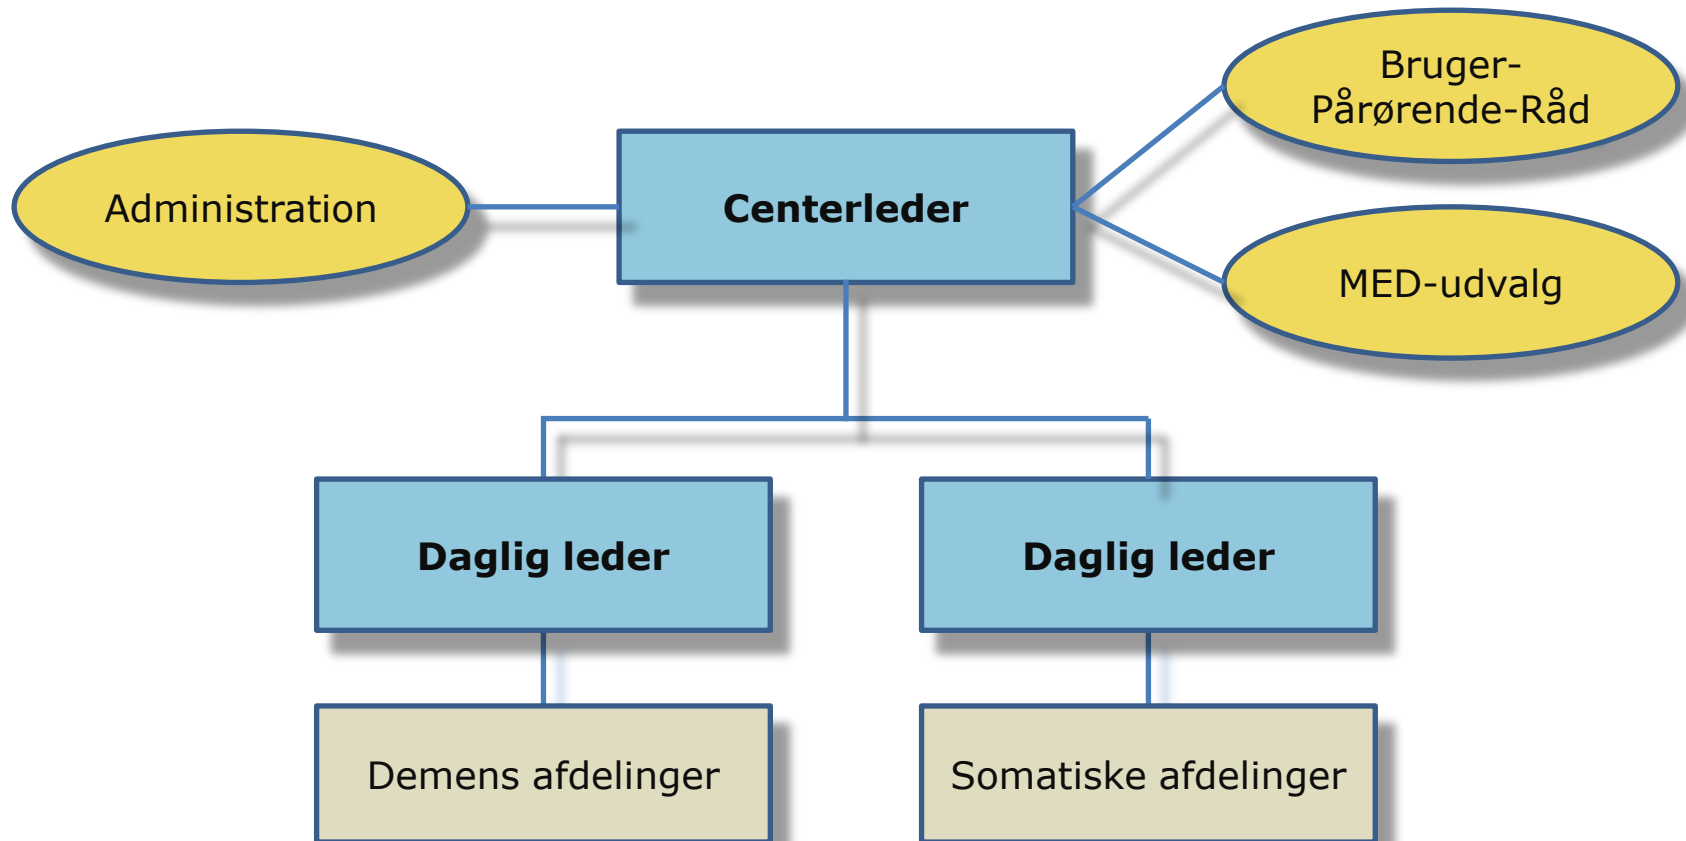 Bruger-
Pårørende-Råd
Administration
Centerleder
MED-udvalg
Daglig leder
Daglig leder
Demens afdelinger
Somatiske afdelinger